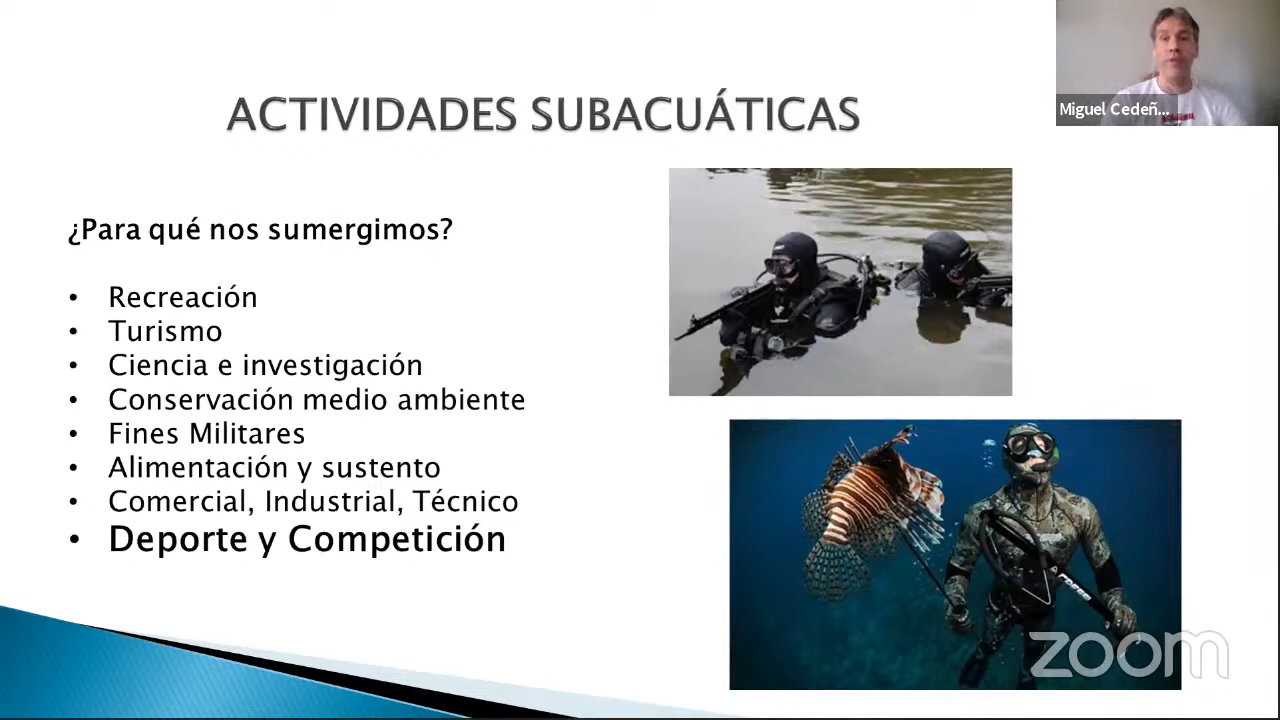 Miguel Cedeñ...
ACTIVIDADES SUBACUÁTICAS
¿Para qué nos sumergimos?
• Recreación
• Turismo
• Ciencia e investigación
• Conservación medio ambiente
• Fines Militares
• Alimentación y sustento
• Comercial, Industrial, Técnico
• Deporte y Competición
zoom